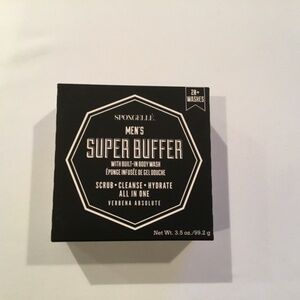 20+
WASHES
SPONGELLÉ
MEN'S
SUPER BUFFER
WITH BUILT-IN BODY WASH
ÉPONGE INFUSÉE DE GEL DOUCHE
SCRUB • CLEANSE • HYDRATE
ALL IN ONE
VERBENA ABSOLUTE
Net Wt. 3.5 oz./99.2 g